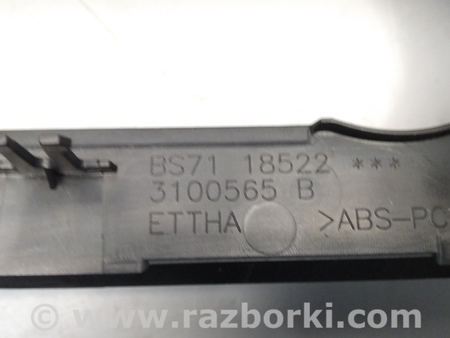 BS71 18522 ***
3100565 B
ETTHA >ABS-PC
© www.razborki.com